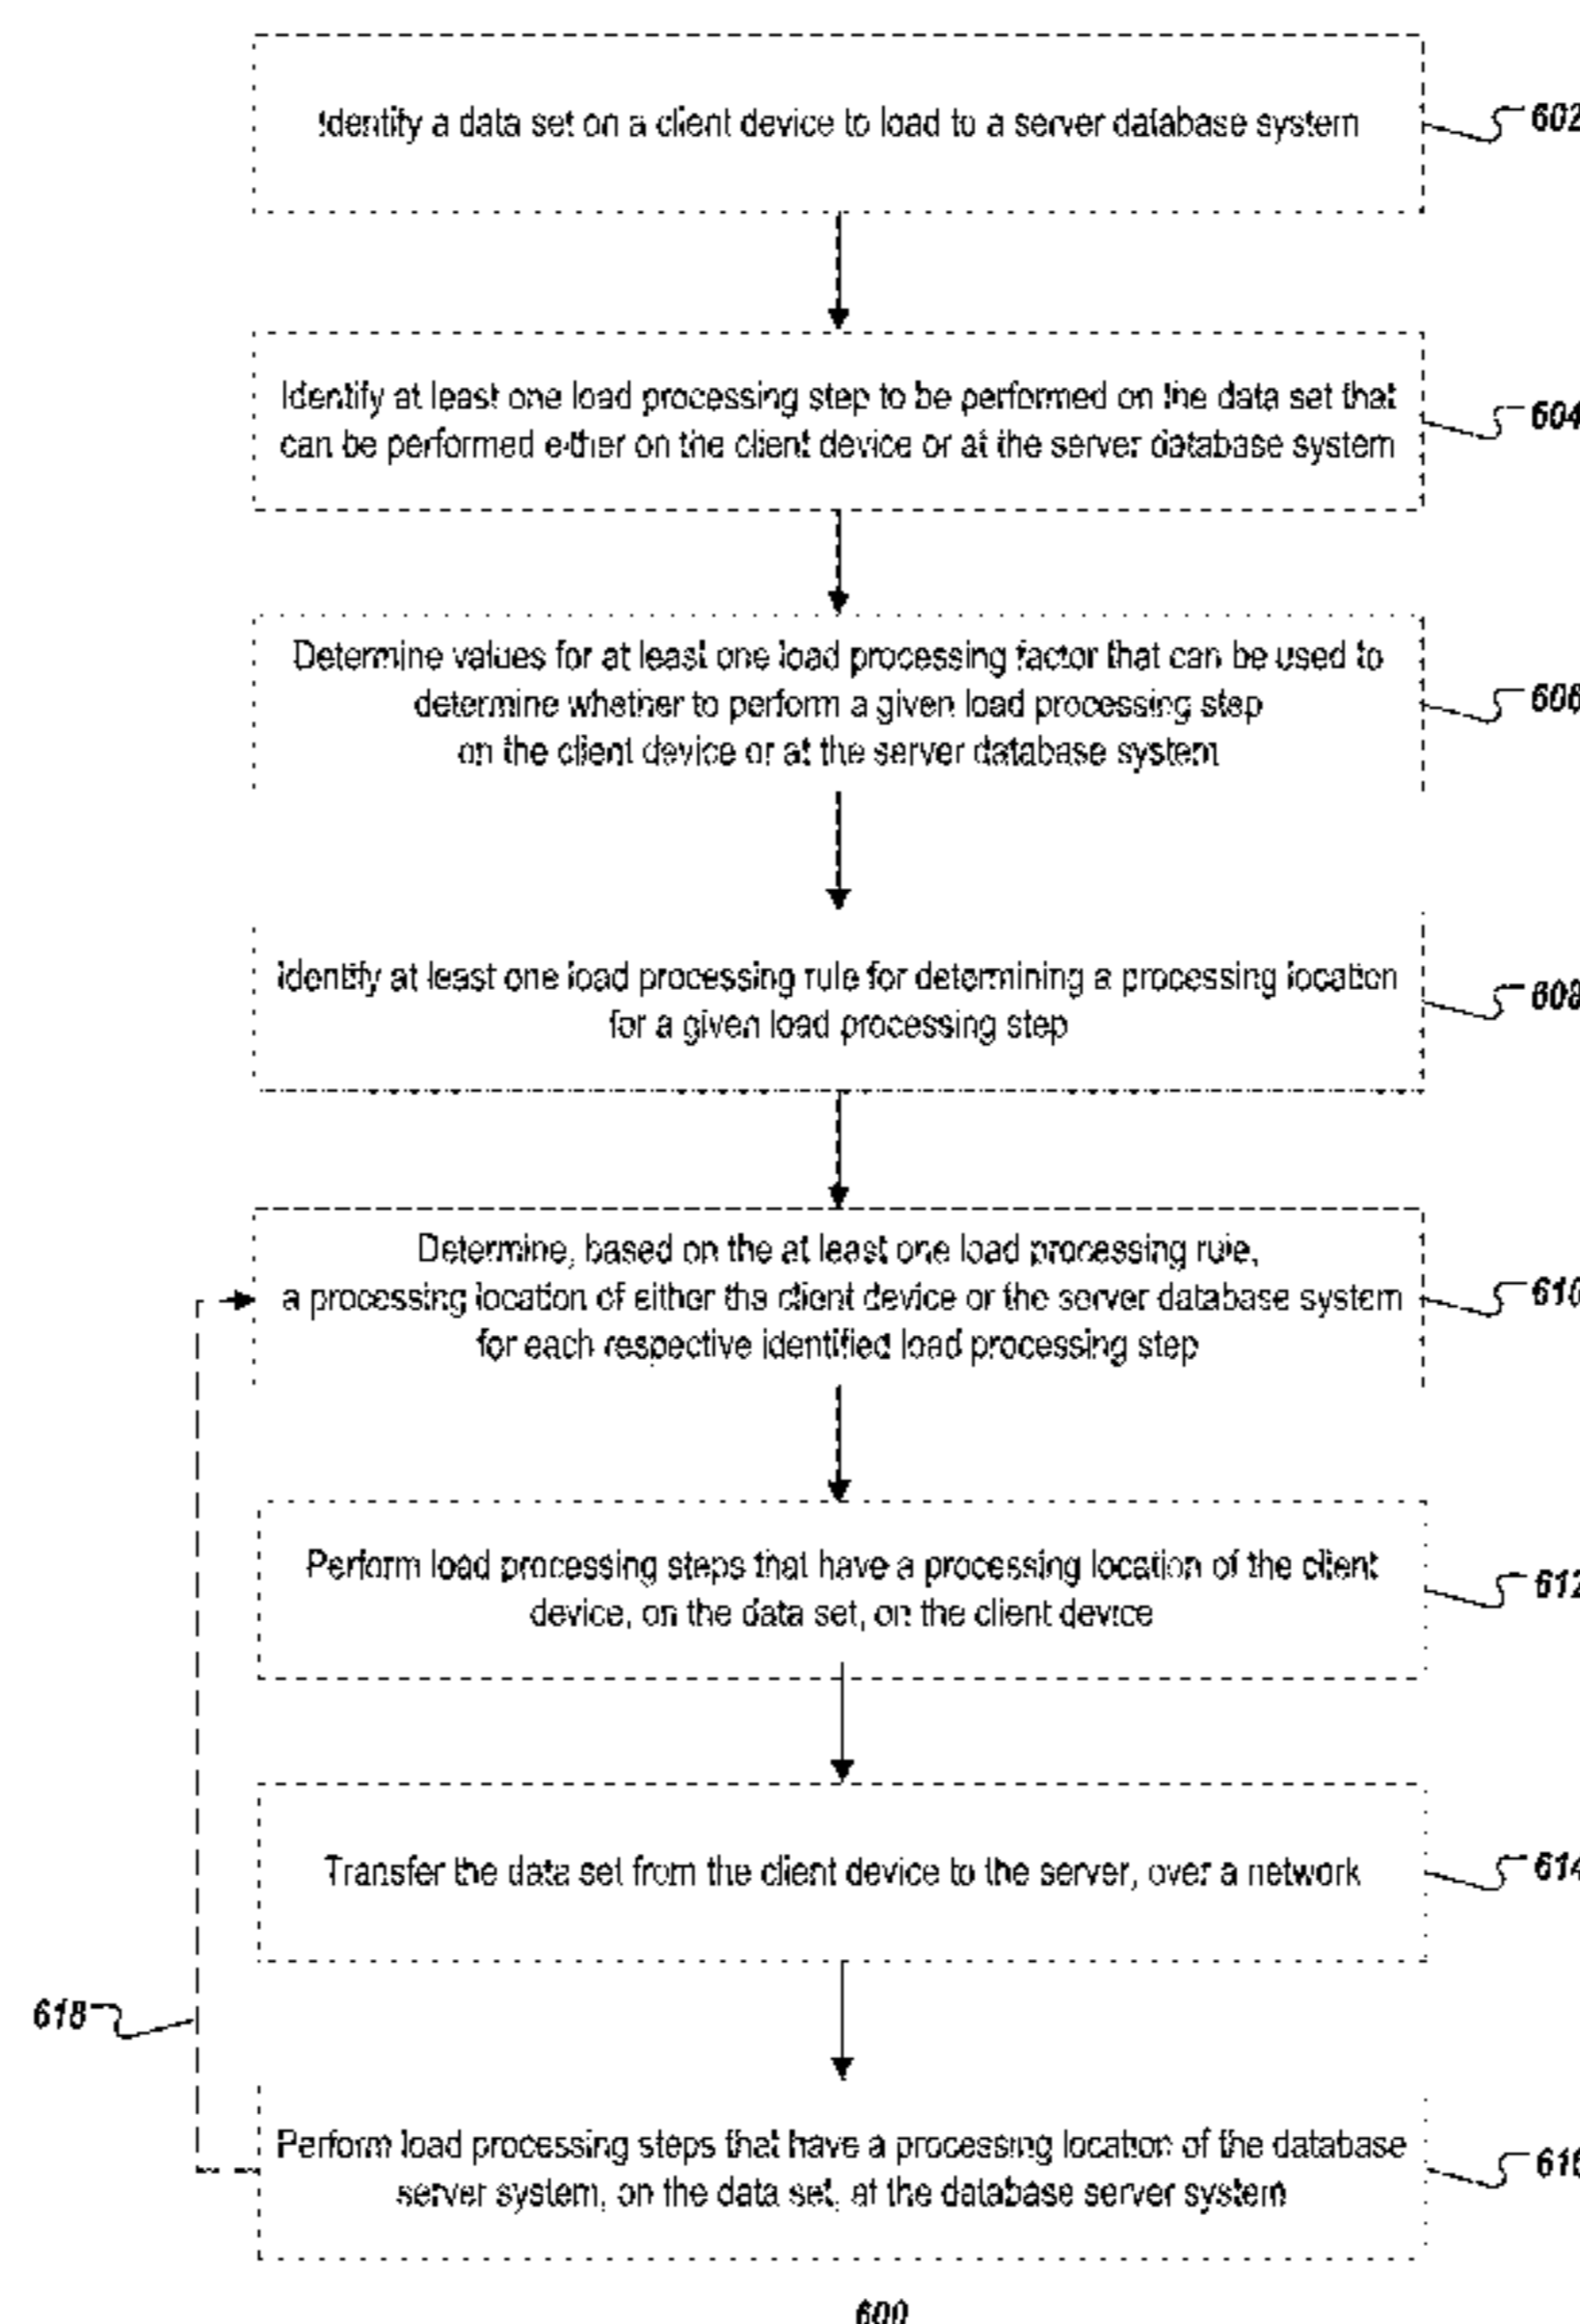 Identify a data set on a client device to load to a server database system
602
Identify at least one load processing step to be performed on the data set that
can be performed either on the client device or at the server database system
604
Determine values for at least one load processing factor that can be used to
determine whether to perform a given load processing step
on the client device or at the server database system
606
Identify at least one load processing rule for determining a processing location
for a given load processing step
608
Determine, based on the at least one load processing rule,
a processing location of either the client device or the server database system
for each respective identified load processing step
610
Perform load processing steps that have a processing location of the client
device, on the data set, on the client device
612
Transfer the data set from the client device to the server, over a network
614
618
Perform load processing steps that have a processing location of the database
server system, on the data set, at the database server system
616
600